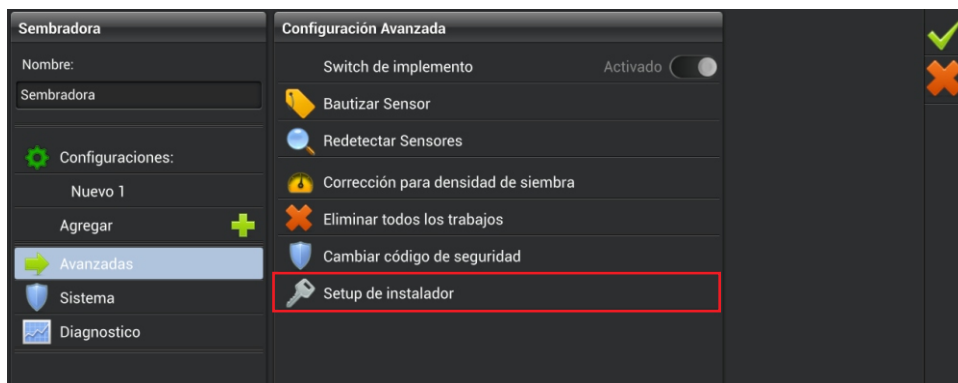 Sembradora
Nombre:
Sembradora
Configuraciones:
Nuevo 1
Agregar
Avanzadas
Sistema
Diagnostico
Configuración Avanzada
Switch de implemento Activado
Bautizar Sensor
Redetectar Sensores
Corrección para densidad de siembra
Eliminar todos los trabajos
Cambiar código de seguridad
Setup de instalador